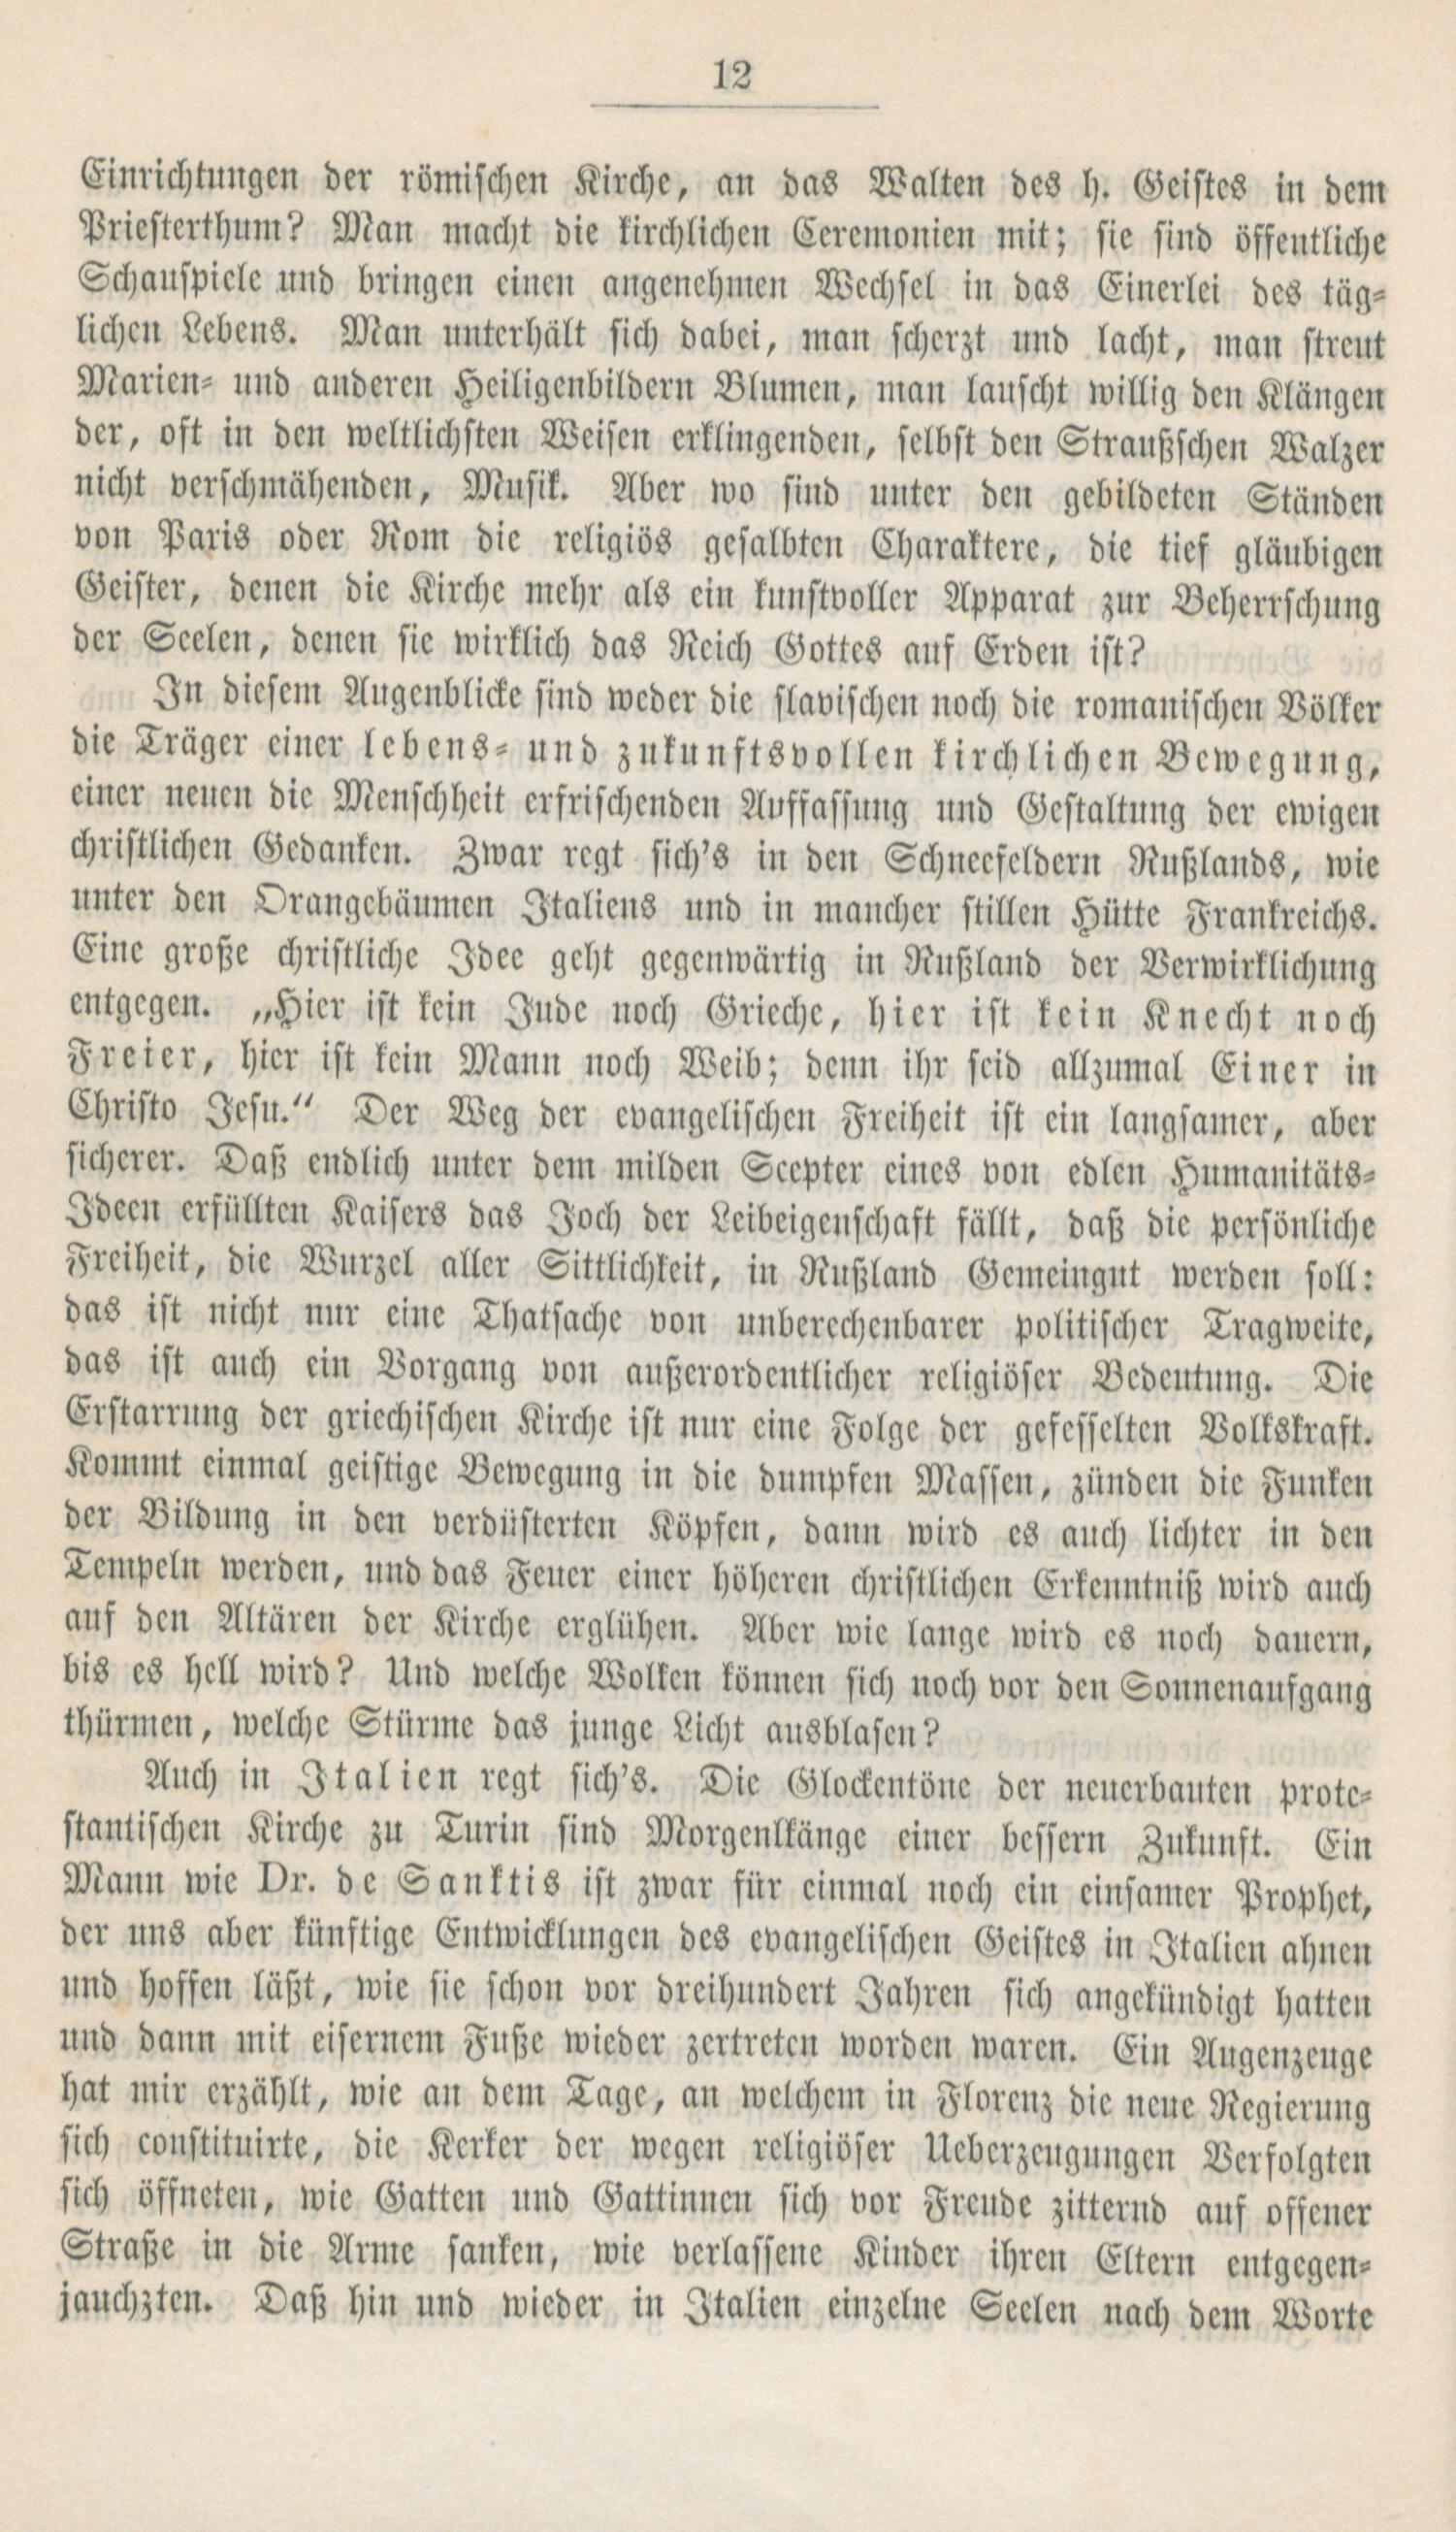 12
Einrichtungen der römischen Kirche, an das Walten des h. Geistes in dem
Priesterthum? Man macht die kirchlichen Ceremonien mit; sie sind öffentliche
Schauspiele und bringen einen angenehmen Wechsel in das Einerlei des täg-
lichen Lebens. Man unterhält sich dabei, man scherzt und lacht, man streut
Marien- und anderen Heiligenbildern Blumen, man lauscht willig den Klängen
der, oft in den weltlichsten Weisen erklingenden, selbst den Straußschen Walzer
nicht verschmähenden, Musik. Aber wo sind unter den gebildeten Ständen
von Paris oder Rom die religiös gesalbten Charaktere, die tief gläubigen
Geister, denen die Kirche mehr als ein kunstvoller Apparat zur Beherrschung
der Seelen, denen sie wirklich das Reich Gottes auf Erden ist?
In diesem Augenblicke sind weder die slavischen noch die romanischen Völker
die Träger einer lebens- und zukunftsvollen kirchlichen Bewegung,
einer neuen die Menschheit erfrischenden Auffassung und Gestaltung der ewigen
christlichen Gedanken. Zwar regt sich's in den Schneefeldern Rußlands, wie
unter den Orangebäumen Italiens und in mancher stillen Hütte Frankreichs.
Eine große christliche Idee geht gegenwärtig in Rußland der Verwirklichung
entgegen. „Hier ist kein Jude noch Grieche, hier ist kein Knecht noch
Freier, hier ist kein Mann noch Weib; denn ihr seid allzumal Einer in
Christo Jesu.“ Der Weg der evangelischen Freiheit ist ein langsamer, aber
sicherer. Daß endlich unter dem milden Scepter eines von edlen Humanitäts-
Ideen erfüllten Kaisers das Joch der Leibeigenschaft fällt, daß die persönliche
Freiheit, die Wurzel aller Sittlichkeit, in Rußland Gemeingut werden soll:
das ist nicht nur eine Thatsache von unberechenbarer politischer Tragweite,
das ist auch ein Vorgang von außerordentlicher religiöser Bedeutung. Die
Erstarrung der griechischen Kirche ist nur eine Folge der gefesselten Volkskraft.
Kommt einmal geistige Bewegung in die dumpfen Massen, zünden die Funken
der Bildung in den verdüsterten Köpfen, dann wird es auch lichter in den
Tempeln werden, und das Feuer einer höheren christlichen Erkenntniß wird auch
auf den Altären der Kirche erglühen. Aber wie lange wird es noch dauern,
bis es hell wird? Und welche Wolken können sich noch vor den Sonnenaufgang
thürmen, welche Stürme das junge Licht ausblasen?
Auch in Italien regt sich's. Die Glockentöne der neuerbauten prote-
stantischen Kirche zu Turin sind Morgenlkänge einer bessern Zukunft. Ein
Mann wie Dr. de Sanktis ist zwar für einmal noch ein einsamer Prophet,
der uns aber künftige Entwicklungen des evangelischen Geistes in Italien ahnen
und hoffen läßt, wie sie schon vor dreihundert Jahren sich angekündigt hatten
und dann mit eisernem Fuße wieder zertreten worden waren. Ein Augenzeuge
hat mir erzählt, wie an dem Tage, an welchem in Florenz die neue Regierung
sich constituirte, die Kerker der wegen religiöser Ueberzeugungen Verfolgten
sich öffneten, wie Gatten und Gattinnen sich vor Freude zitternd auf offener
Straße in die Arme sanken, wie verlassene Kinder ihren Eltern entgegen-
jauchzten. Daß hin und wieder in Italien einzelne Seelen nach dem Worte